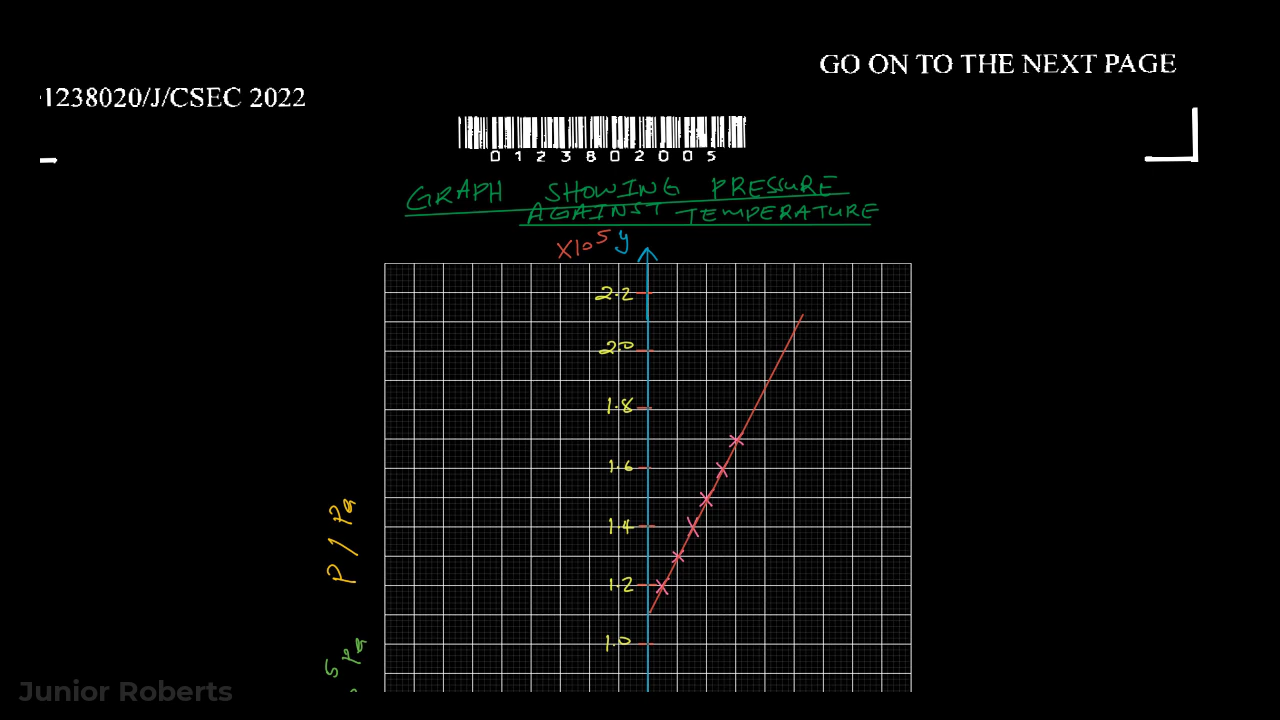 GO ON TO THE NEXT PAGE
1238020/J/CSEC 2022
0 1 2 3 8 0 2 0 0 5
GRAPH SHOWING PRESSURE
AGAINST TEMPERATURE
X10⁵ y
2.2
2.0
1.8
1.6
1.4
1.2
1.0
P / Pa
5 Pa
Junior Roberts